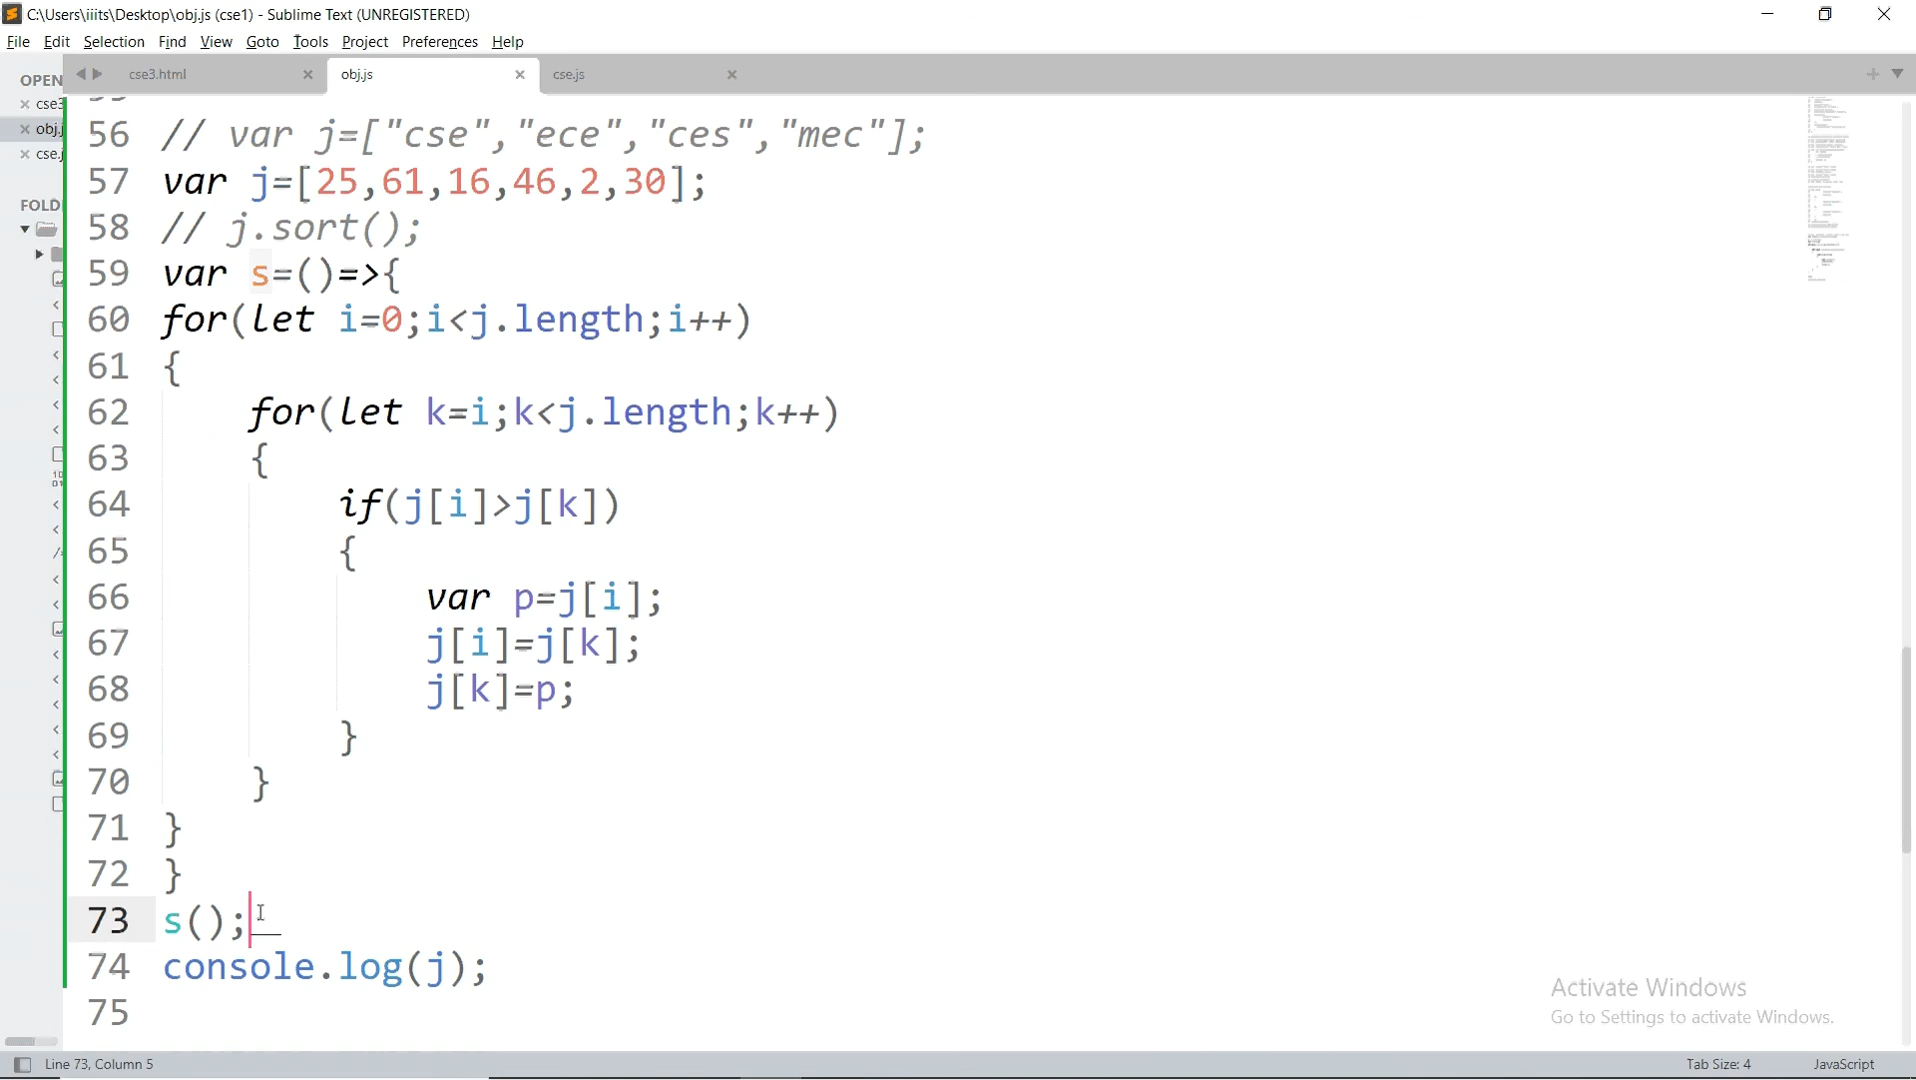 C:\Users\iiits\Desktop\obj.js (cse1) - Sublime Text (UNREGISTERED)
File Edit Selection Find View Goto Tools Project Preferences Help
OPEN
cse3.html
obj.js
cse.js
cse3
obj.j
cse.j
FOLD
56 // var j=["cse","ece","ces","mec"];
57 var j=[25,61,16,46,2,30];
58 // j.sort();
59 var s=()=>{
60 for(let i=0;i<j.length;i++)
61 {
62 for(let k=i;k<j.length;k++)
63 {
64 if(j[i]>j[k])
65 {
66 var p=j[i];
67 j[i]=j[k];
68 j[k]=p;
69 }
70 }
71 }
72 }
73 s();
74 console.log(j);
75
Activate Windows
Go to Settings to activate Windows.
Line 73, Column 5
Tab Size: 4
JavaScript